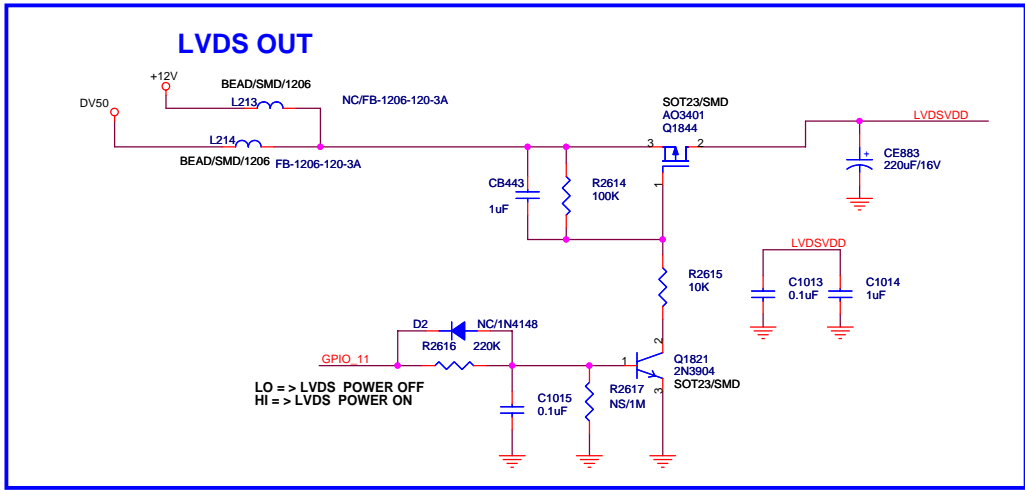 LVDS OUT
+12V
BEAD/SMD/1206
L213
NC/FB-1206-120-3A
DV50
L214
BEAD/SMD/1206
FB-1206-120-3A
SOT23/SMD
AO3401
Q1844
3
2
1
LVDSVDD
CE883
220uF/16V
+
CB443
1uF
R2614
100K
R2615
10K
LVDSVDD
C1013
0.1uF
C1014
1uF
D2
NC/1N4148
R2616
220K
GPIO_11
LO = > LVDS POWER OFF
HI = > LVDS POWER ON
C1015
0.1uF
R2617
NS/1M
1
2
3
Q1821
2N3904
SOT23/SMD